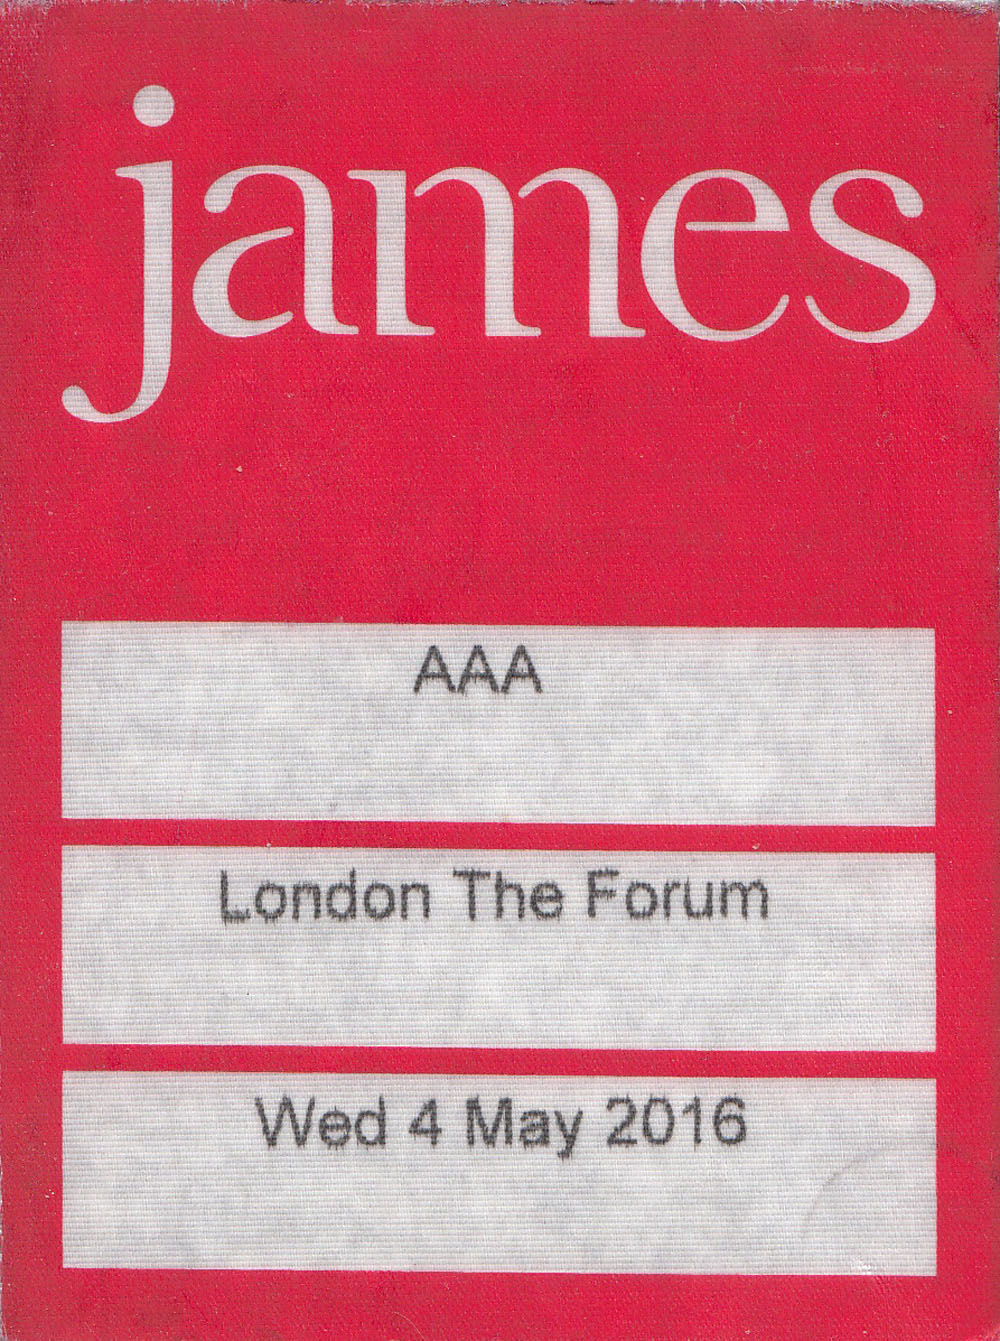 james
AAA
London The Forum
Wed 4 May 2016